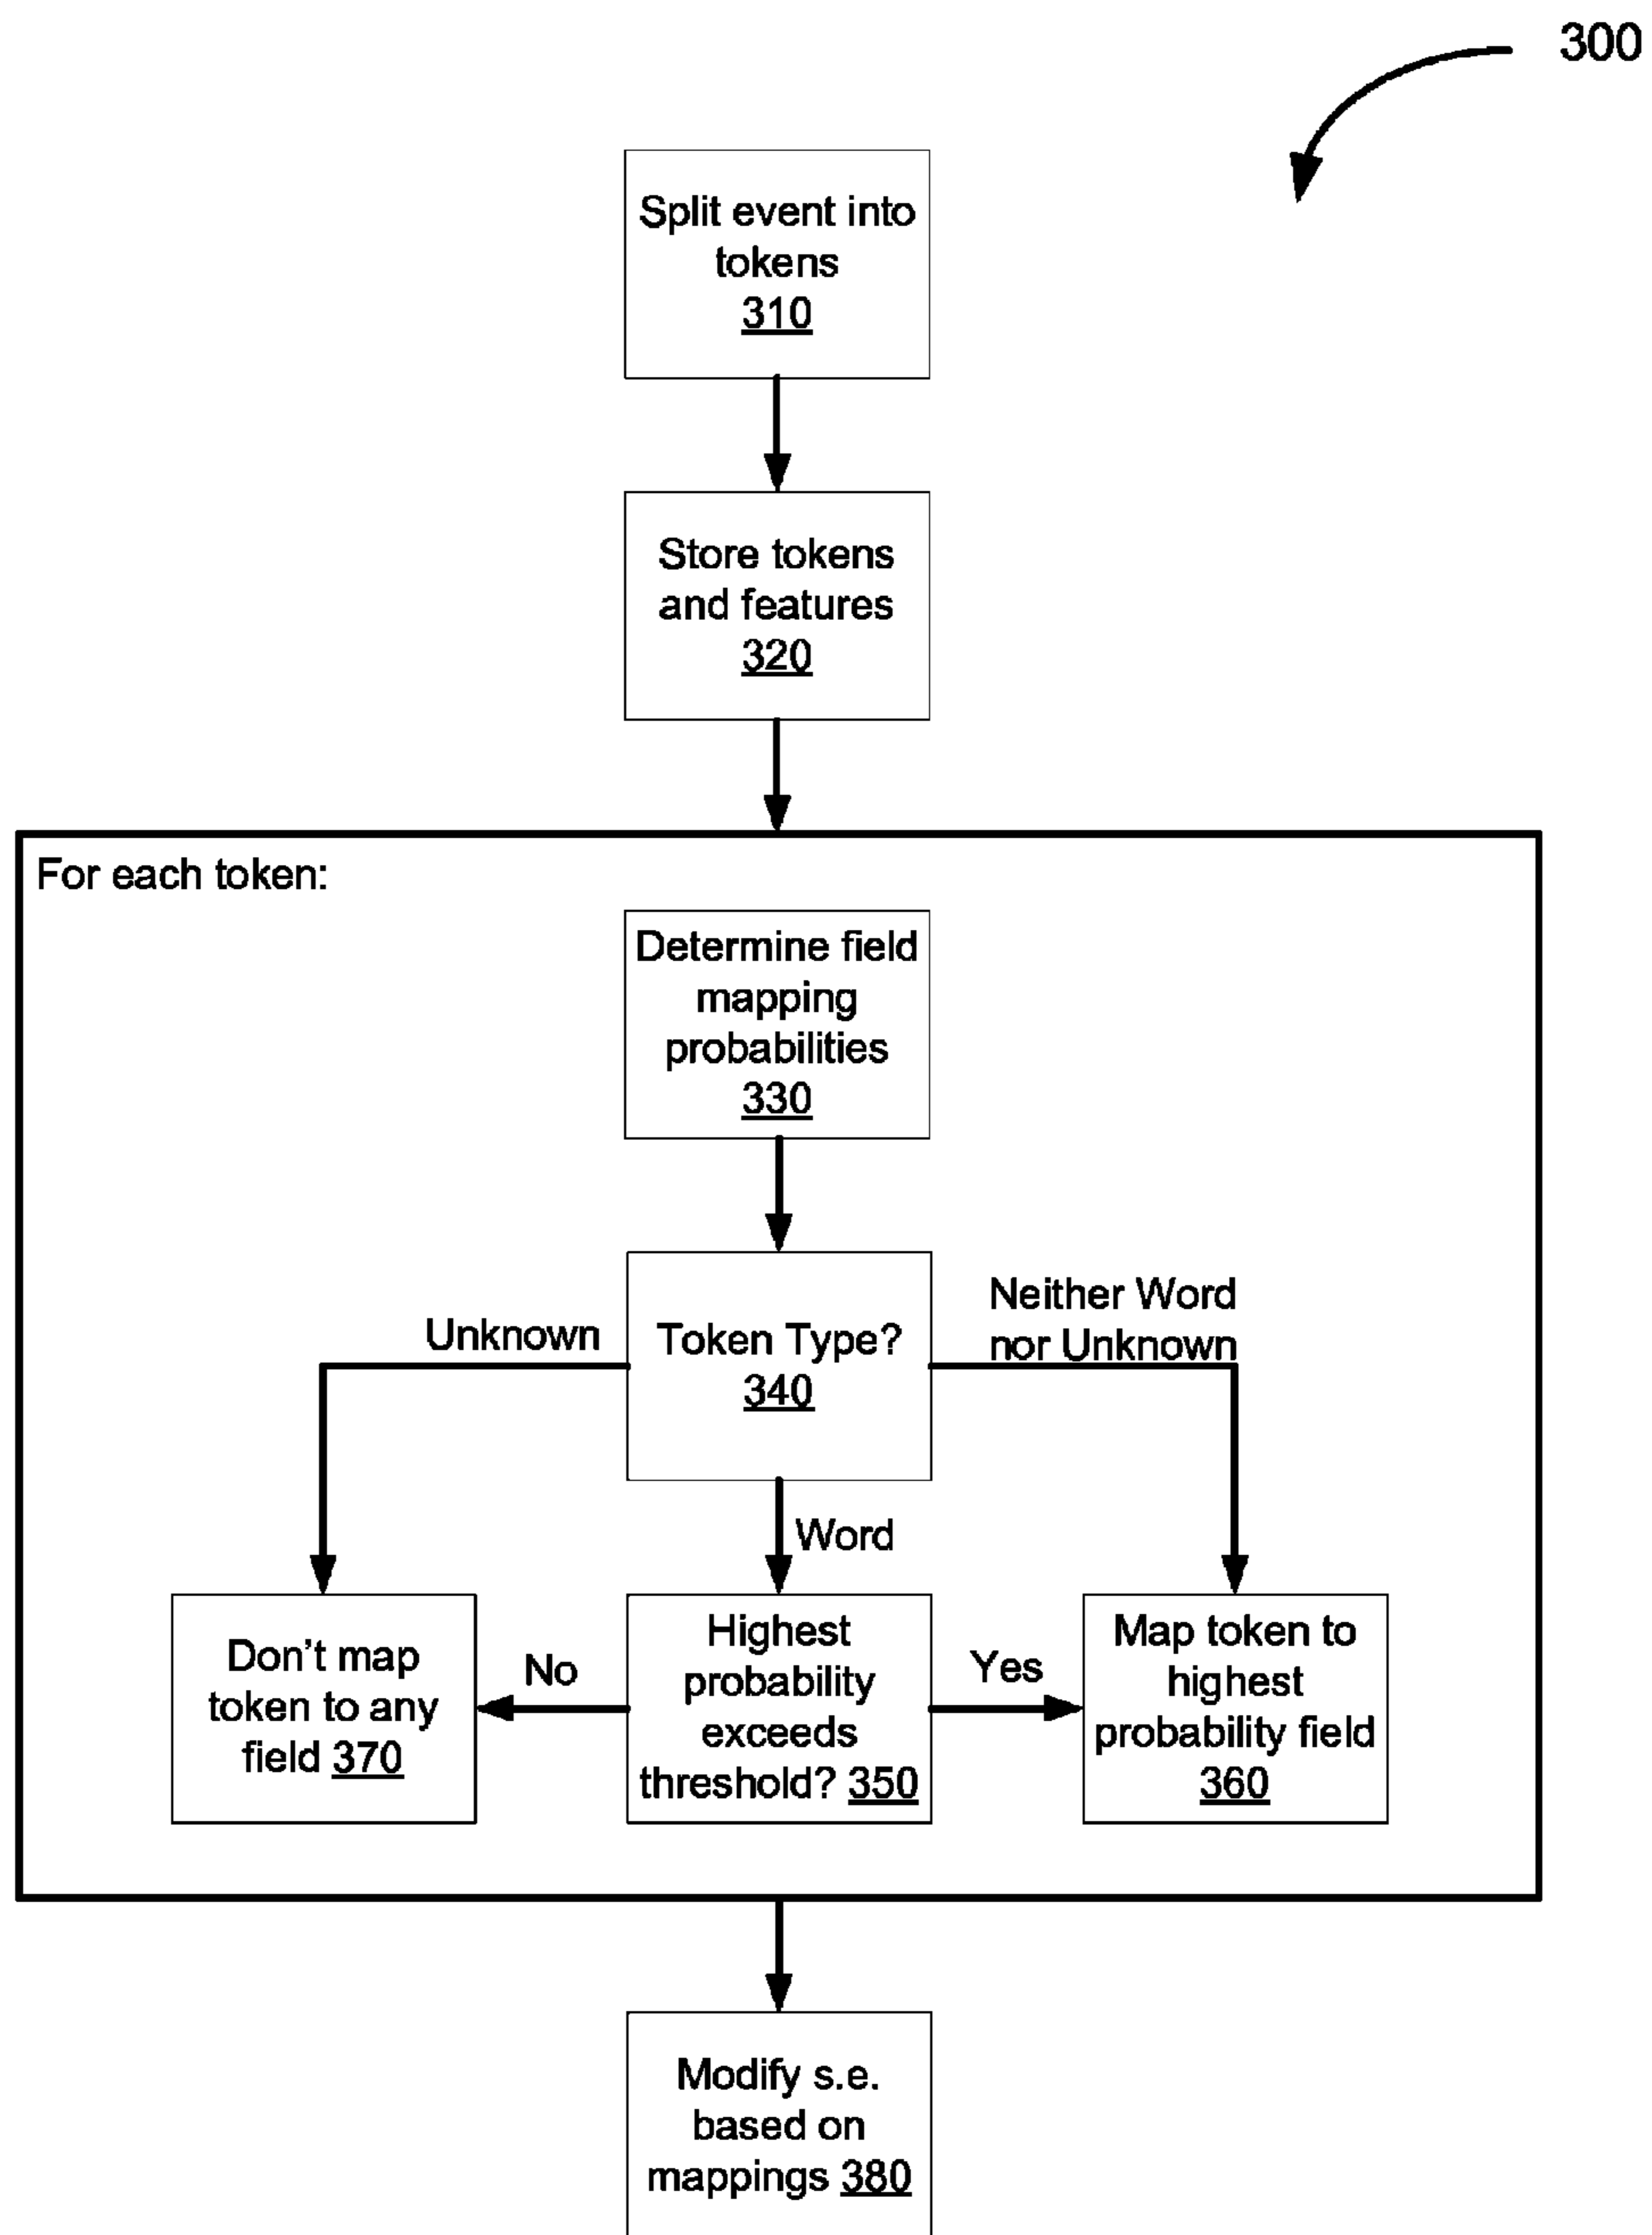 300
Split event into
tokens
310
Store tokens
and features
320
For each token:
Determine field
mapping
probabilities
330
Unknown
Token Type?
340
Neither Word
nor Unknown
Word
Don't map
token to any
field 370
No
Highest
probability
exceeds
threshold? 350
Yes
Map token to
highest
probability field
360
Modify s.e.
based on
mappings 380